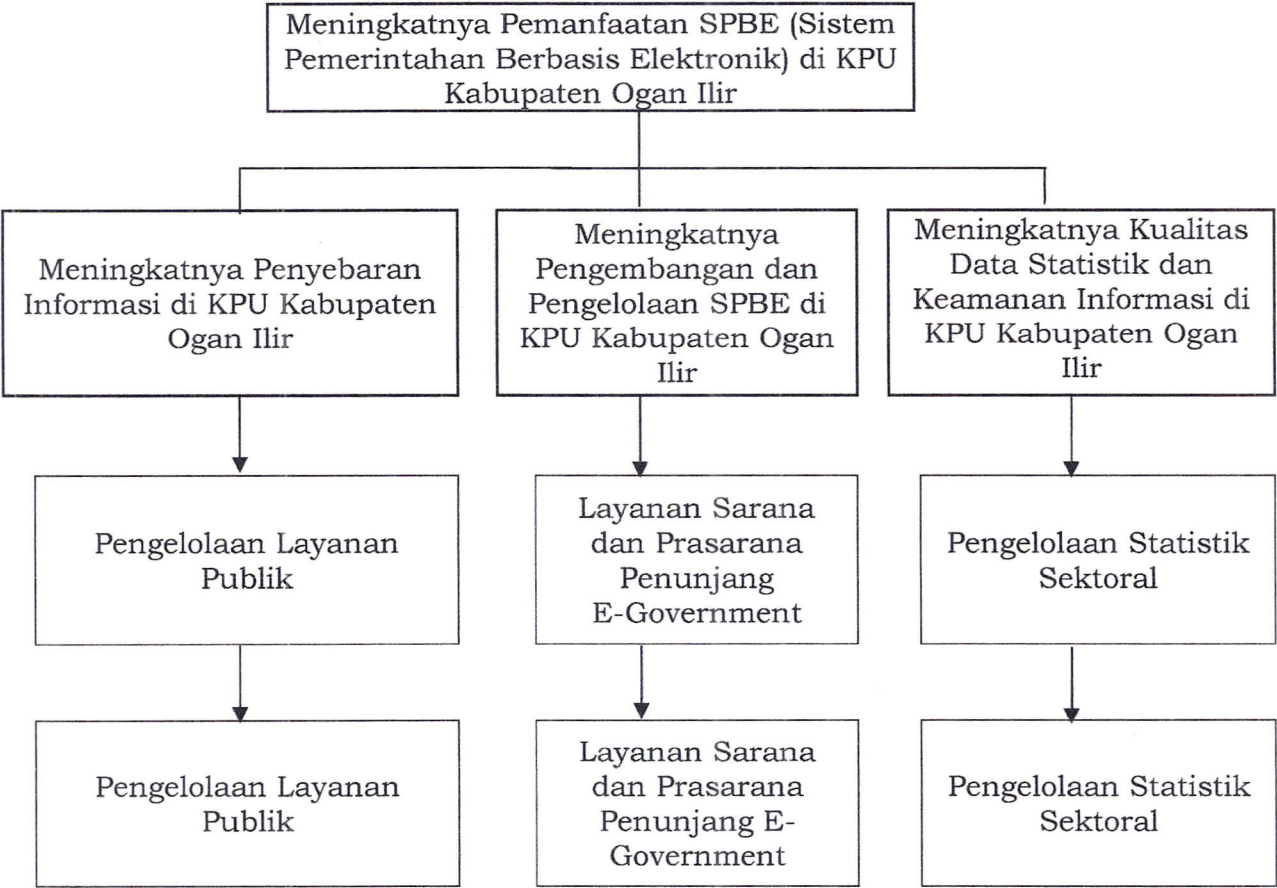 Meningkatnya Pemanfaatan SPBE (Sistem
Pemerintahan Berbasis Elektronik) di KPU
Kabupaten Ogan Ilir
Meningkatnya Penyebaran
Informasi di KPU Kabupaten
Ogan Ilir
Meningkatnya
Pengembangan dan
Pengelolaan SPBE di
KPU Kabupaten Ogan
Ilir
Meningkatnya Kualitas
Data Statistik dan
Keamanan Informasi di
KPU Kabupaten Ogan
Ilir
Pengelolaan Layanan
Publik
Layanan Sarana
dan Prasarana
Penunjang
E-Government
Pengelolaan Statistik
Sektoral
Pengelolaan Layanan
Publik
Layanan Sarana
dan Prasarana
Penunjang E-
Government
Pengelolaan Statistik
Sektoral